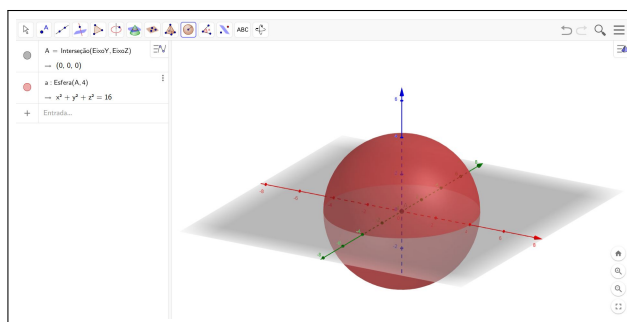 ABC
A = Interseção(EixoY, EixoZ)
→ (0, 0, 0)
a : Esfera(A, 4)
→ x² + y² + z² = 16
Entrada...